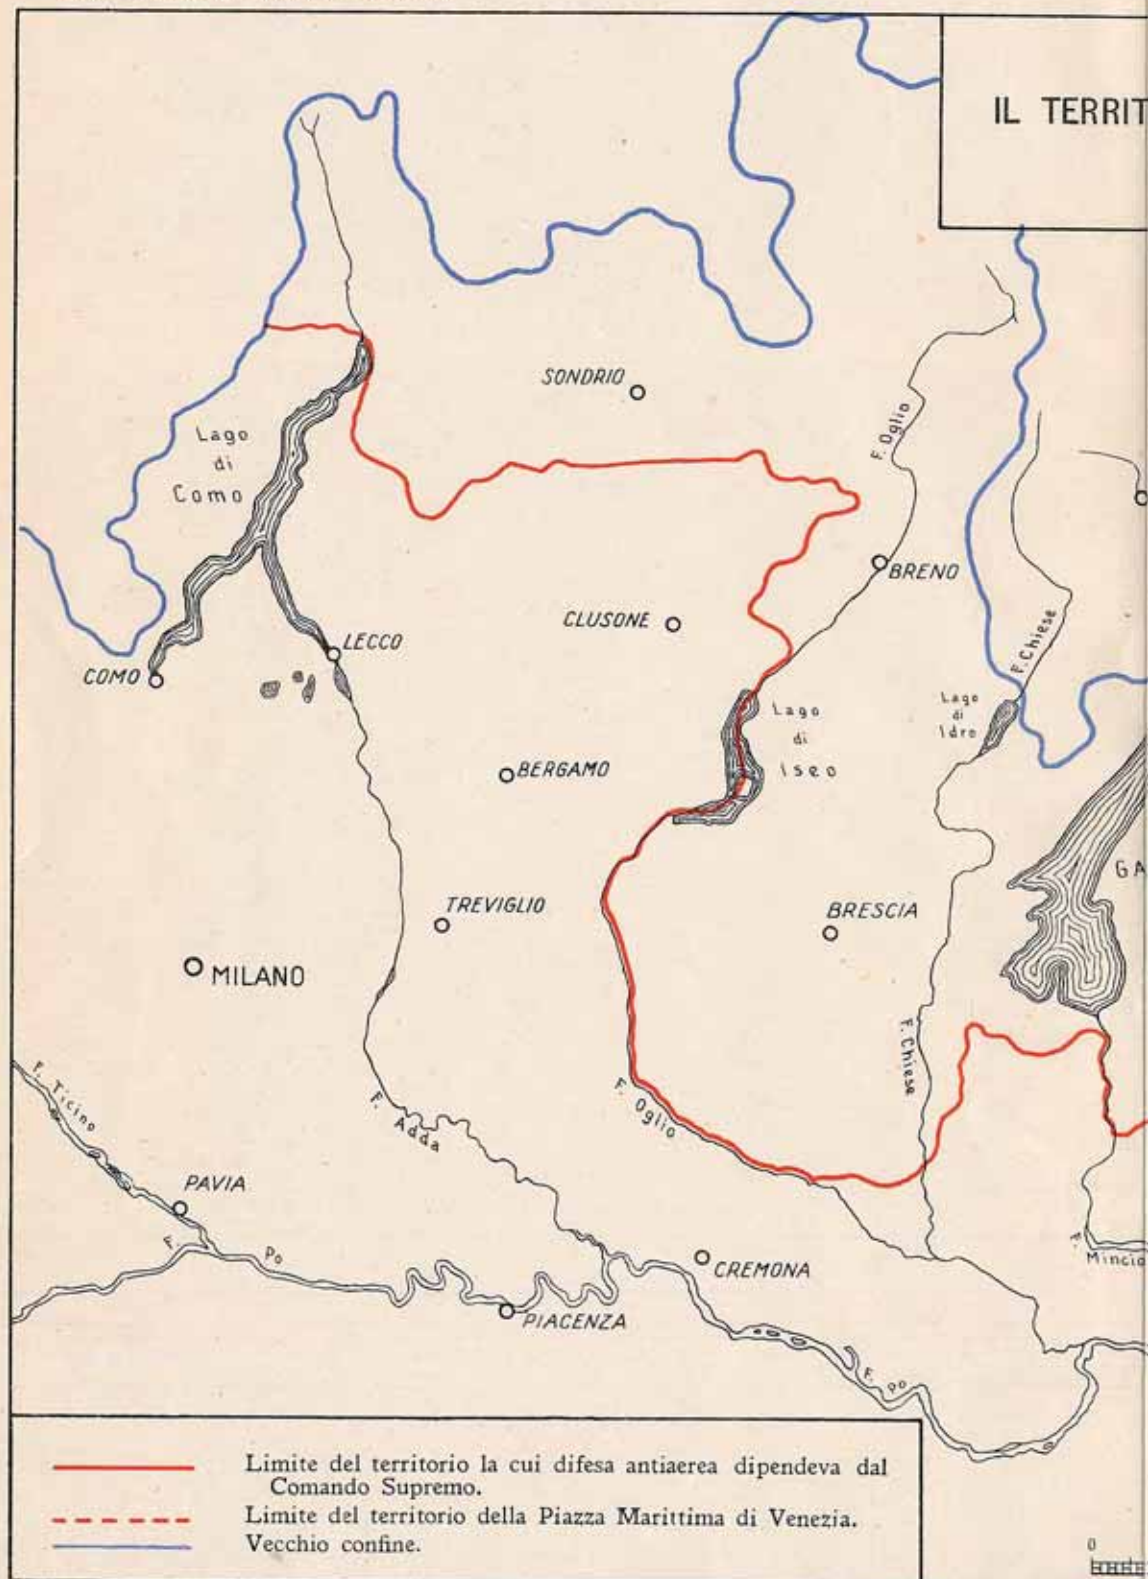 IL TERRIT
SONDRIO
F. Oglio
Lago
di
Como
BRENO
CLUSONE
F. Chiese
LECCO
COMO
Lago
di
Idro
Lago
di
Iseo
BERGAMO
GA
TREVIGLIO
BRESCIA
MILANO
F. Chiese
F. Ticino
F. Adda
F. Oglio
PAVIA
F. Po
F. Mincio
CREMONA
PIACENZA
F. Po
Limite del territorio la cui difesa antiaerea dipendeva dal
Comando Supremo.
Limite del territorio della Piazza Marittima di Venezia.
Vecchio confine.
0